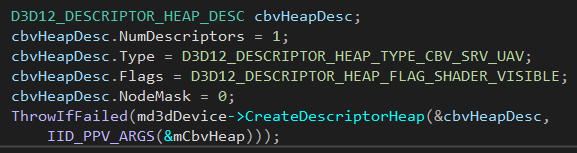 D3D12_DESCRIPTOR_HEAP_DESC cbvHeapDesc;
cbvHeapDesc.NumDescriptors = 1;
cbvHeapDesc.Type = D3D12_DESCRIPTOR_HEAP_TYPE_CBV_SRV_UAV;
cbvHeapDesc.Flags = D3D12_DESCRIPTOR_HEAP_FLAG_SHADER_VISIBLE;
cbvHeapDesc.NodeMask = 0;
ThrowIfFailed(md3dDevice->CreateDescriptorHeap(&cbvHeapDesc,
    IID_PPV_ARGS(&mCbvHeap)));